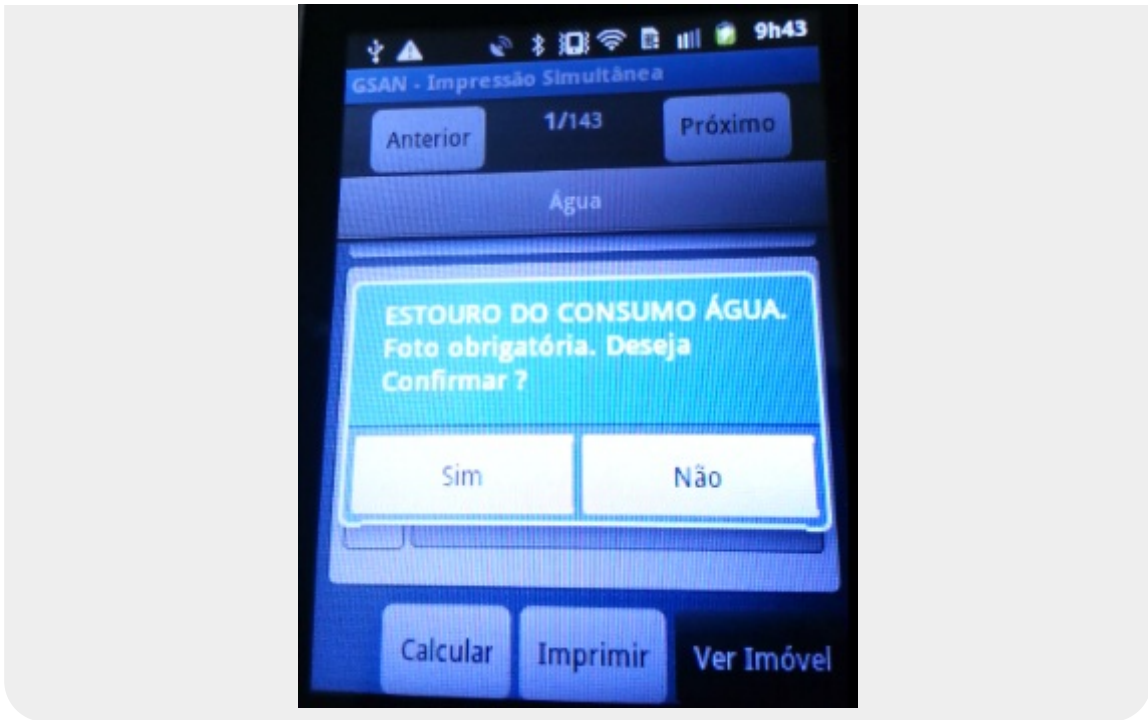 9h43
GSAN - Impressão Simultânea
Anterior 1/143 Próximo
Água
ESTOURO DO CONSUMO ÁGUA.
Foto obrigatória. Deseja
Confirmar ?
Sim Não
Calcular Imprimir Ver Imóvel